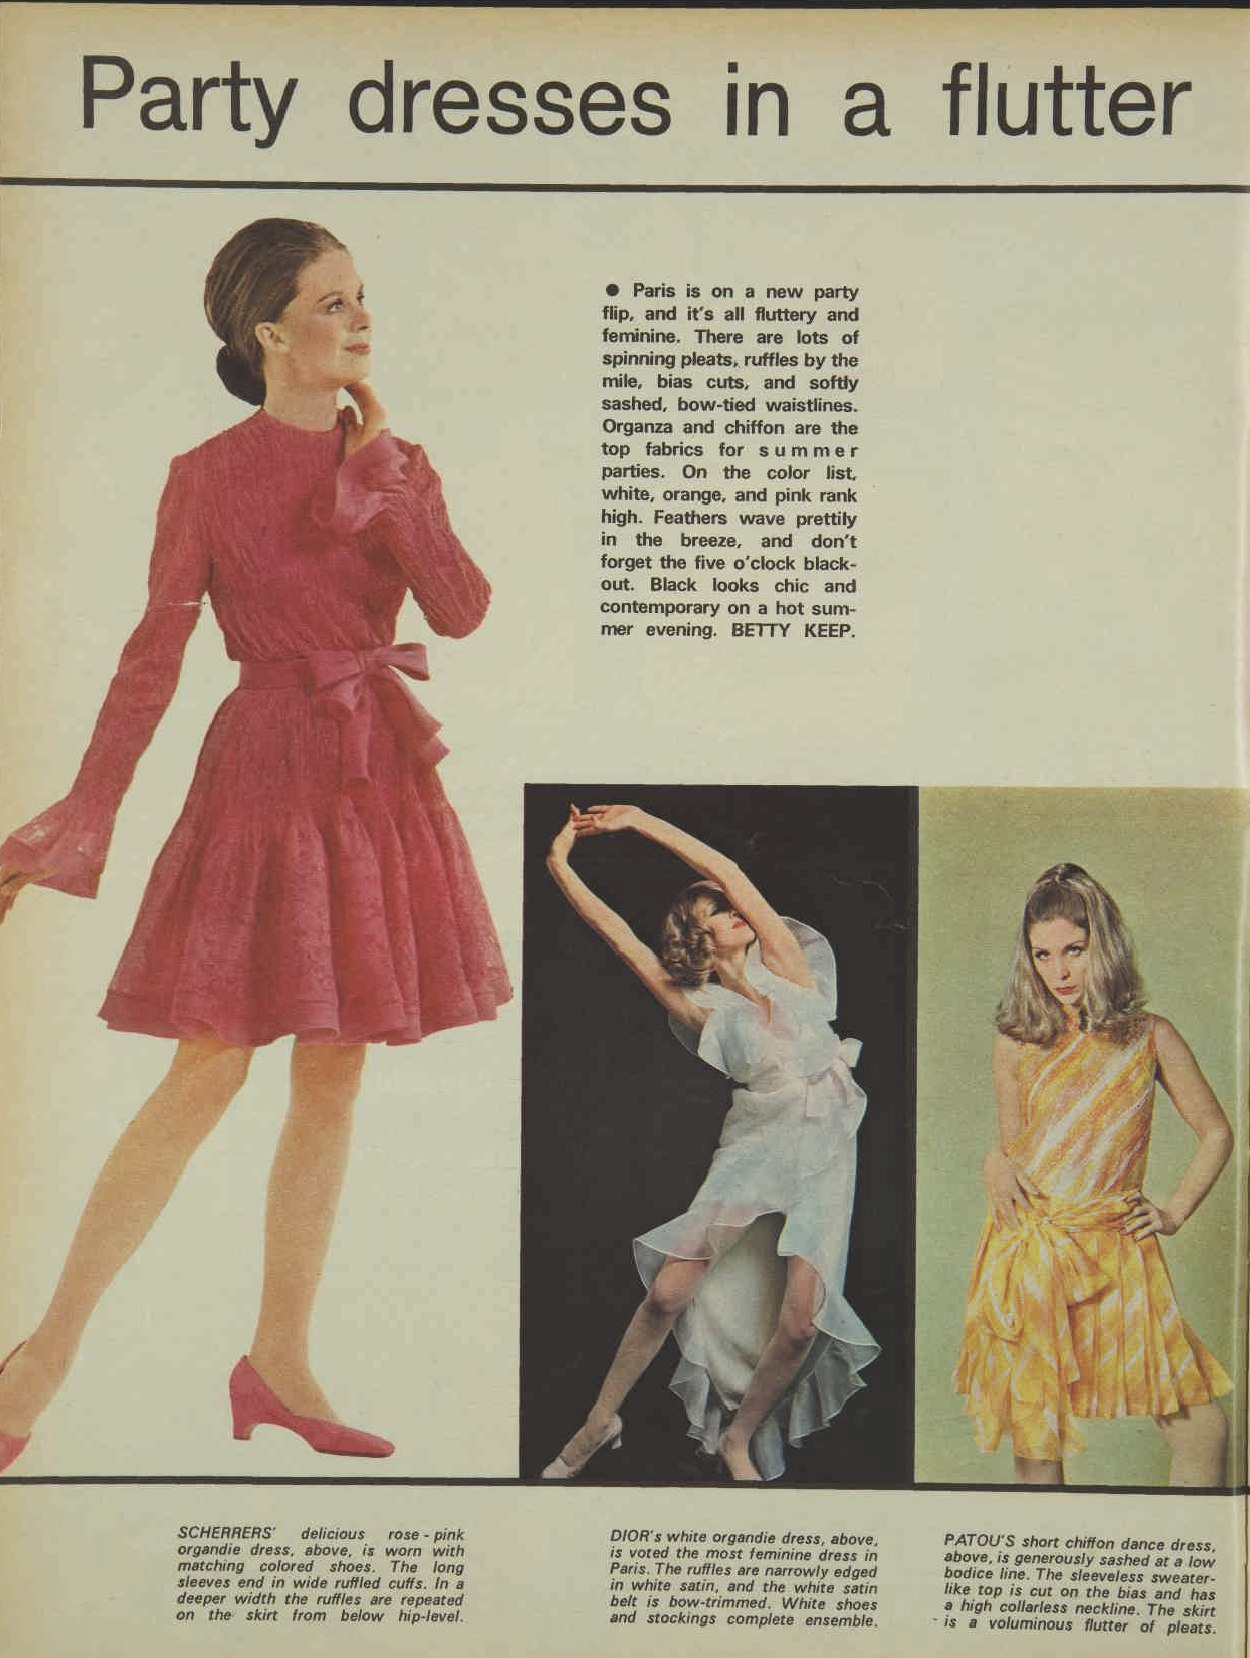 Party dresses in a flutter
● Paris is on a new party
flip, and it's all fluttery and
feminine. There are lots of
spinning pleats, ruffles by the
mile, bias cuts, and softly
sashed, bow-tied waistlines.
Organza and chiffon are the
top fabrics for summer
parties. On the color list,
white, orange, and pink rank
high. Feathers wave prettily
in the breeze, and don't
forget the five o'clock black-
out. Black looks chic and
contemporary on a hot sum-
mer evening. BETTY KEEP.
SCHERRERS' delicious rose-pink
organdie dress, above, is worn with
matching colored shoes. The long
sleeves end in wide ruffled cuffs. In a
deeper width the ruffles are repeated
on the skirt from below hip-level.
DIOR's white organdie dress, above,
is voted the most feminine dress in
Paris. The ruffles are narrowly edged
in white satin, and the white satin
belt is bow-trimmed. White shoes
and stockings complete ensemble.
PATOU'S short chiffon dance dress,
above, is generously sashed at a low
bodice line. The sleeveless sweater-
like top is cut on the bias and has
a high collarless neckline. The skirt
is a voluminous flutter of pleats.